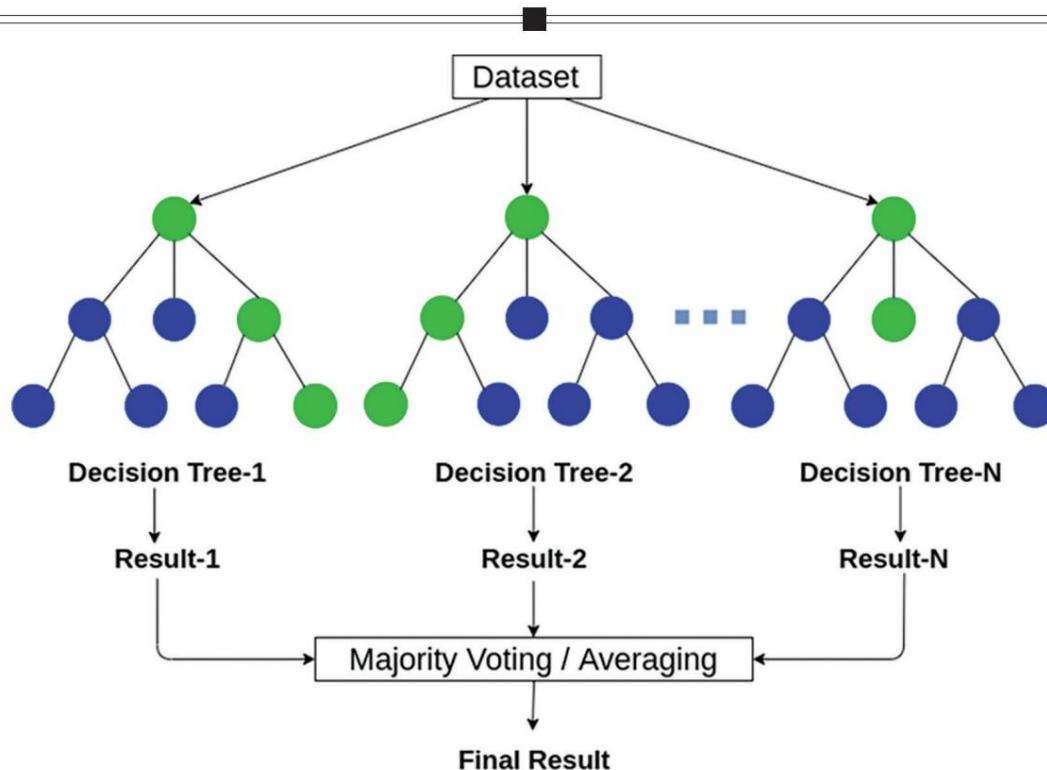 Dataset
Decision Tree-1
Decision Tree-2
Decision Tree-N
Result-1
Result-2
Result-N
Majority Voting / Averaging
Final Result